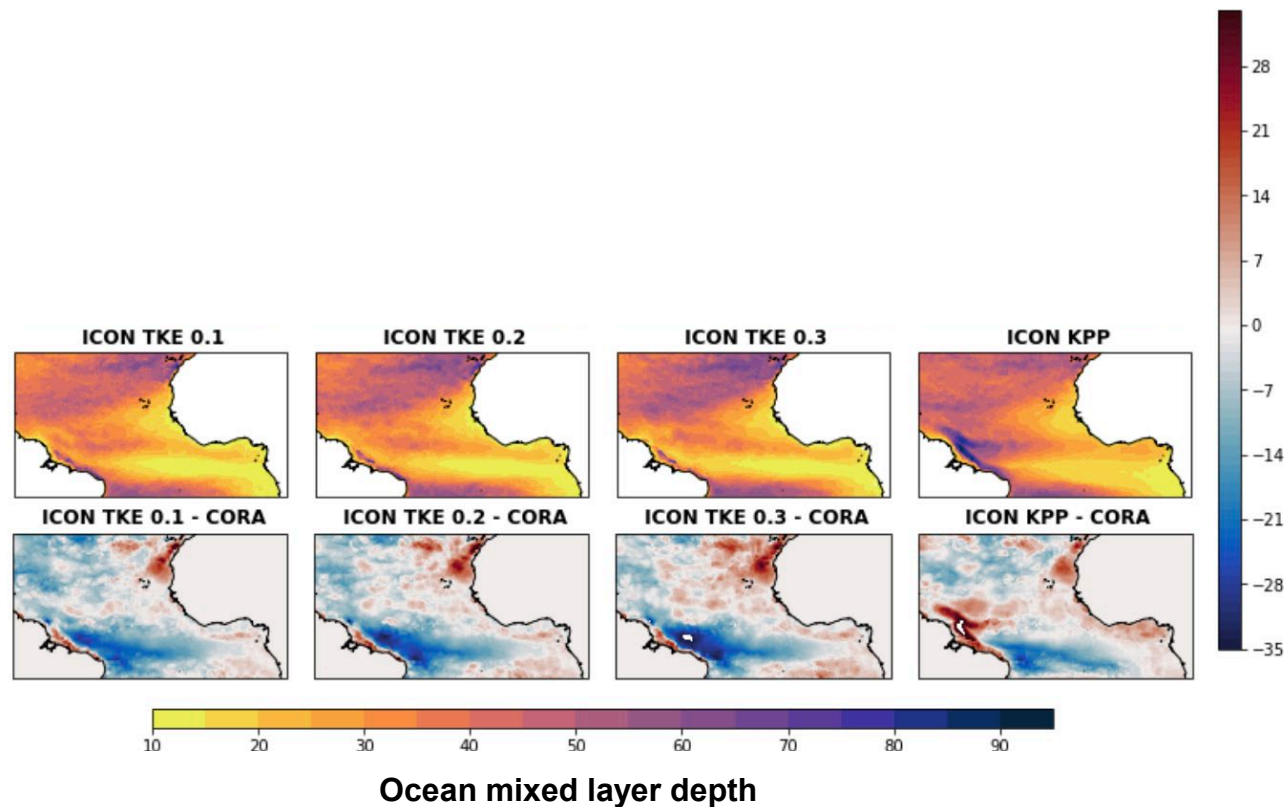 28
21
14
7
0
−7
−14
−21
−28
−35
ICON TKE 0.1 ICON TKE 0.2 ICON TKE 0.3 ICON KPP
ICON TKE 0.1 - CORA ICON TKE 0.2 - CORA ICON TKE 0.3 - CORA ICON KPP - CORA
10 20 30 40 50 60 70 80 90
Ocean mixed layer depth